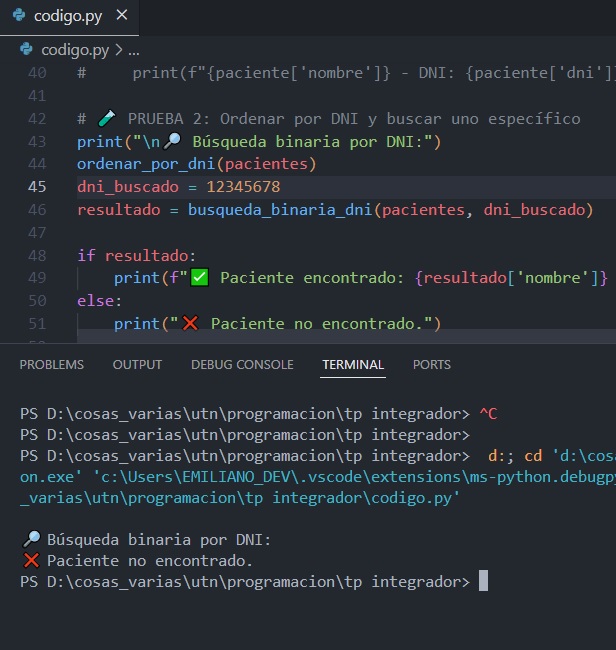 codigo.py ×
codigo.py > ...
40 #     print(f"{paciente['nombre']} - DNI: {paciente['dni']}
41
42 # 🧪 PRUEBA 2: Ordenar por DNI y buscar uno específico
43 print("\n🔎 Búsqueda binaria por DNI:")
44 ordenar_por_dni(pacientes)
45 dni_buscado = 12345678
46 resultado = busqueda_binaria_dni(pacientes, dni_buscado)
47
48 if resultado:
49     print(f"✅ Paciente encontrado: {resultado['nombre']}
50 else:
51     print("❌ Paciente no encontrado.")
PROBLEMS OUTPUT DEBUG CONSOLE TERMINAL PORTS
PS D:\cosas_varias\utn\programacion\tp integrador> ^C
PS D:\cosas_varias\utn\programacion\tp integrador>
PS D:\cosas_varias\utn\programacion\tp integrador>  d:; cd 'd:\cosa
on.exe' 'c:\Users\EMILIANO_DEV\.vscode\extensions\ms-python.debugpy
_varias\utn\programacion\tp integrador\codigo.py'
🔎 Búsqueda binaria por DNI:
❌ Paciente no encontrado.
PS D:\cosas_varias\utn\programacion\tp integrador>